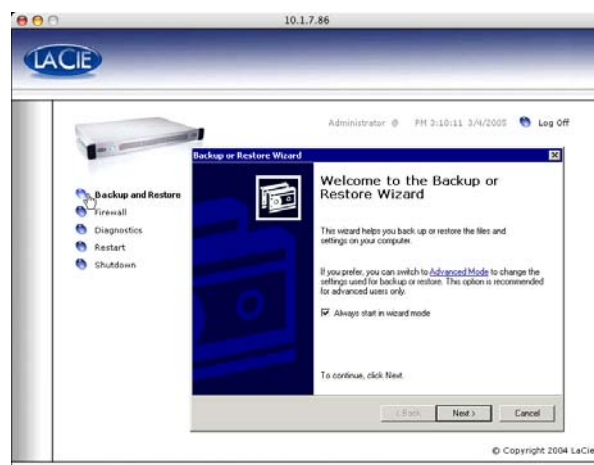 10.1.7.86
LACIE
Administrator @ PM 3:10:11 3/4/2005 Log Off
Backup and Restore
Firewall
Diagnostics
Restart
Shutdown
Backup or Restore Wizard
Welcome to the Backup or
Restore Wizard
This wizard helps you back up or restore the files and
settings on your computer.
If you prefer, you can switch to Advanced Mode to change the
settings used for backup or restore. This option is recommended
for advanced users only.
Always start in wizard mode
To continue, click Next.
< Back Next > Cancel
© Copyright 2004 LaCie